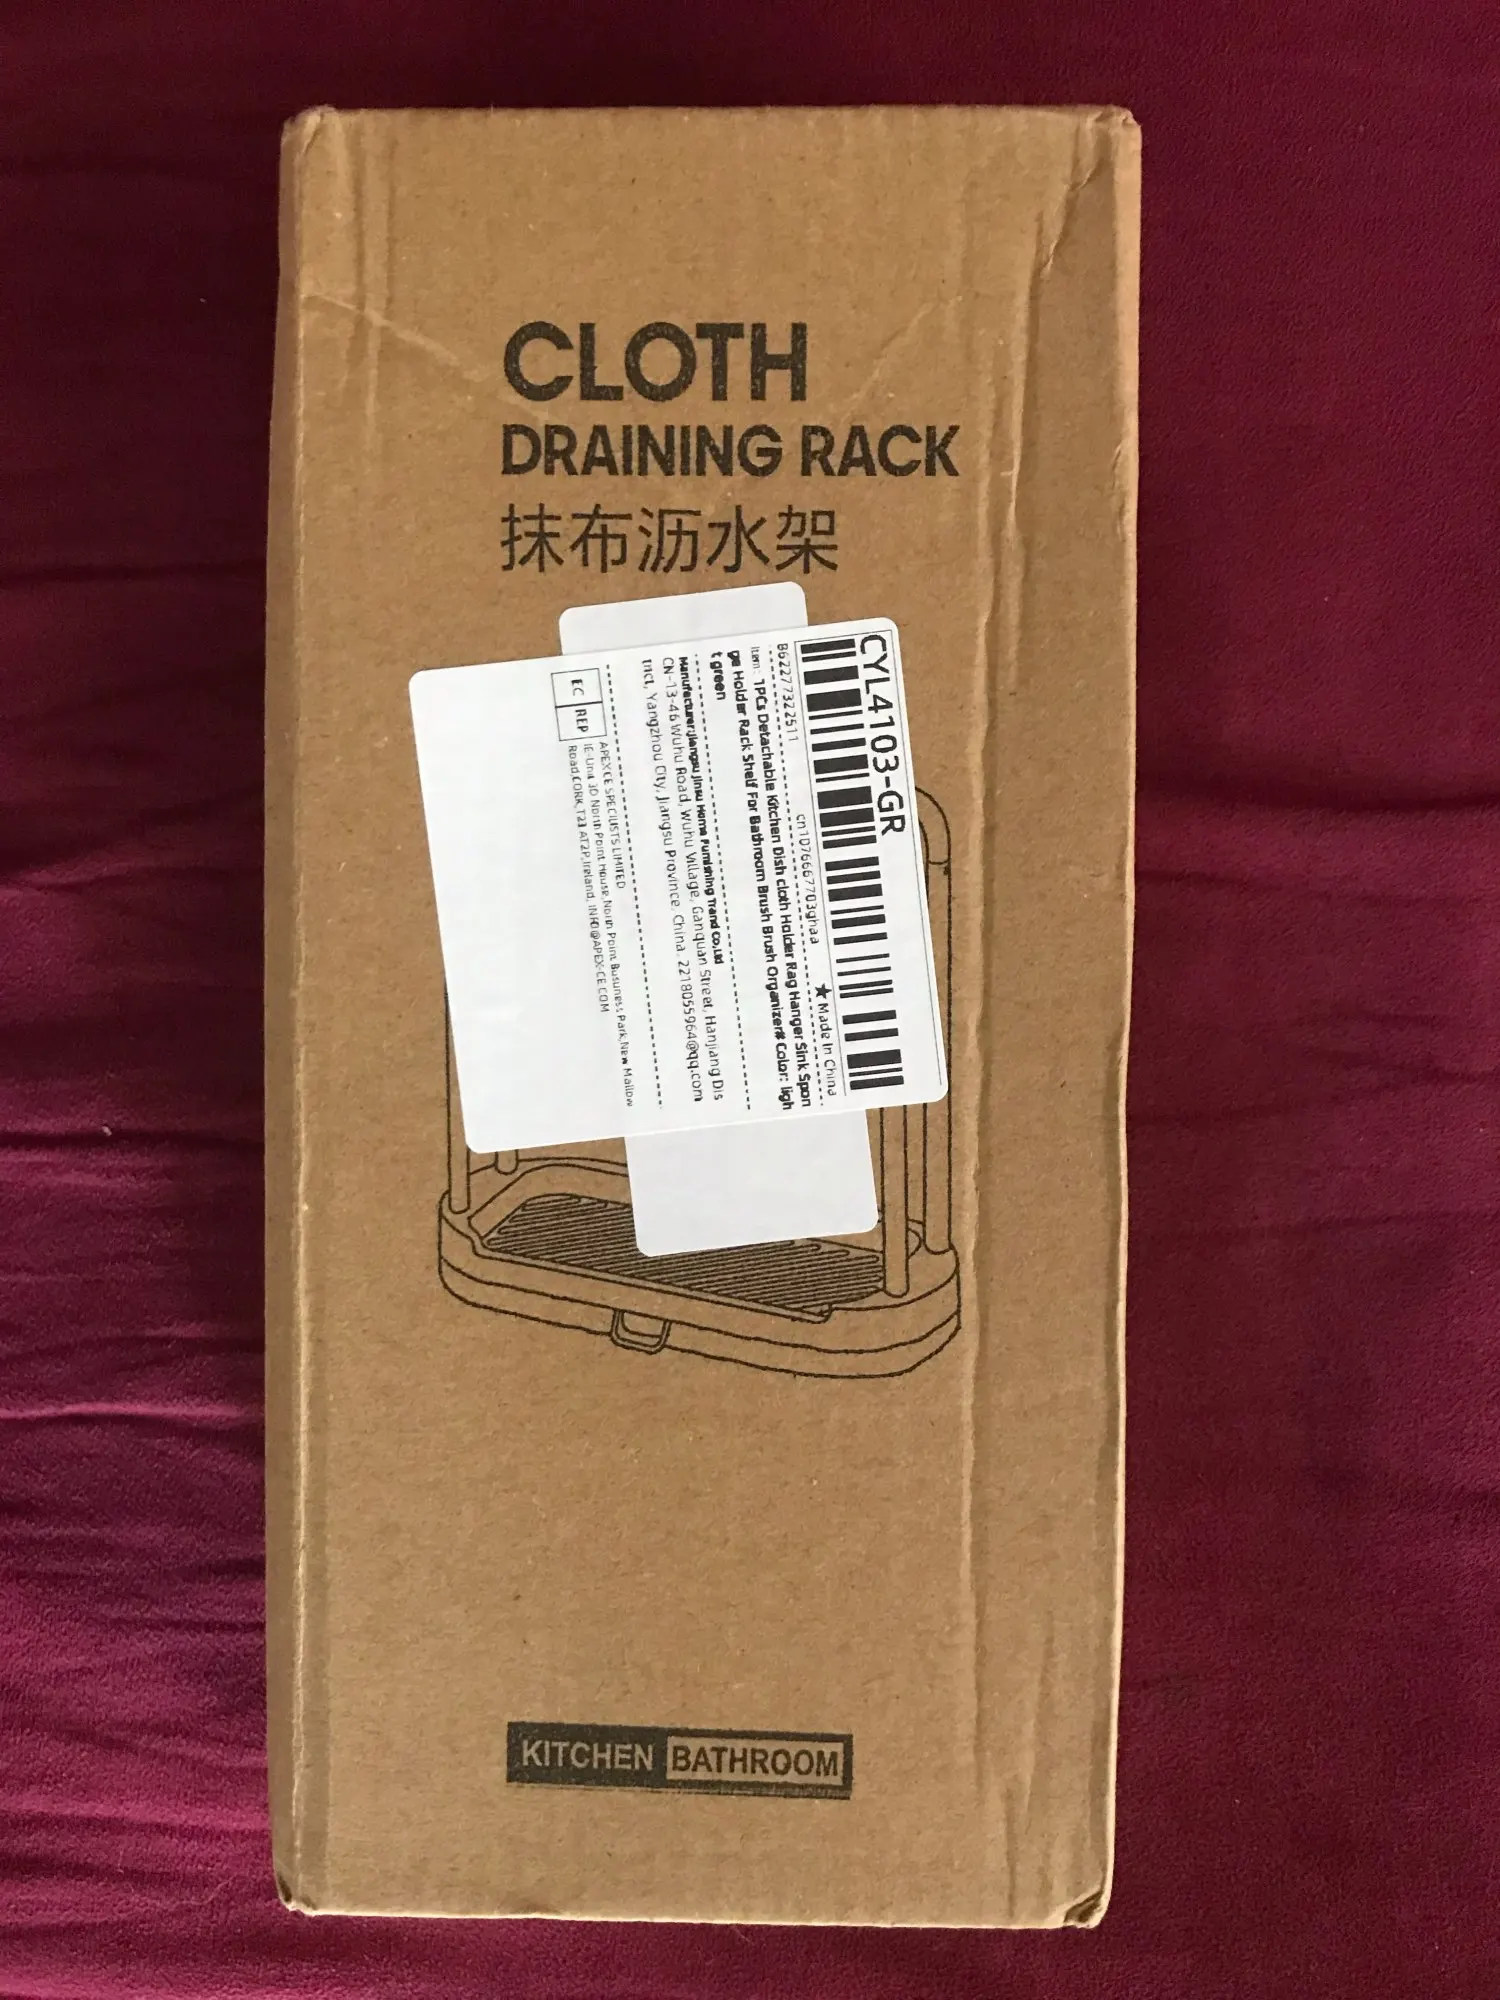 CLOTH
DRAINING RACK
抹布沥水架
CYL4103-GR
★ Made In China
B62277322511
cn1076667703ghaa
Item: 1PCs Detachable Kitchen Dish cloth Holder Rag Hanger Sink Spon
ge Holder Rack Shelf For Bathroom Brush Brush Organizer# Color: ligh
t green
Manufacturer:Jiangsu Jinsu Home Furnishing Trand Co,Ltd
CN-13-46 Wuhu Road, Wuhu Village, Ganquan Street, Hanjiang Dis
trict, Yangzhou City, Jiangsu Province. China. 2218055964@qq.com
EC REP
APEX CE SPECILISTS LIMITED
IE-Unit 3D North Point House,North Point Busuness Park,New Mallow
Road,CORK,T23 AT2P,Ireland, INFO@APEX-CE.COM
KITCHEN BATHROOM